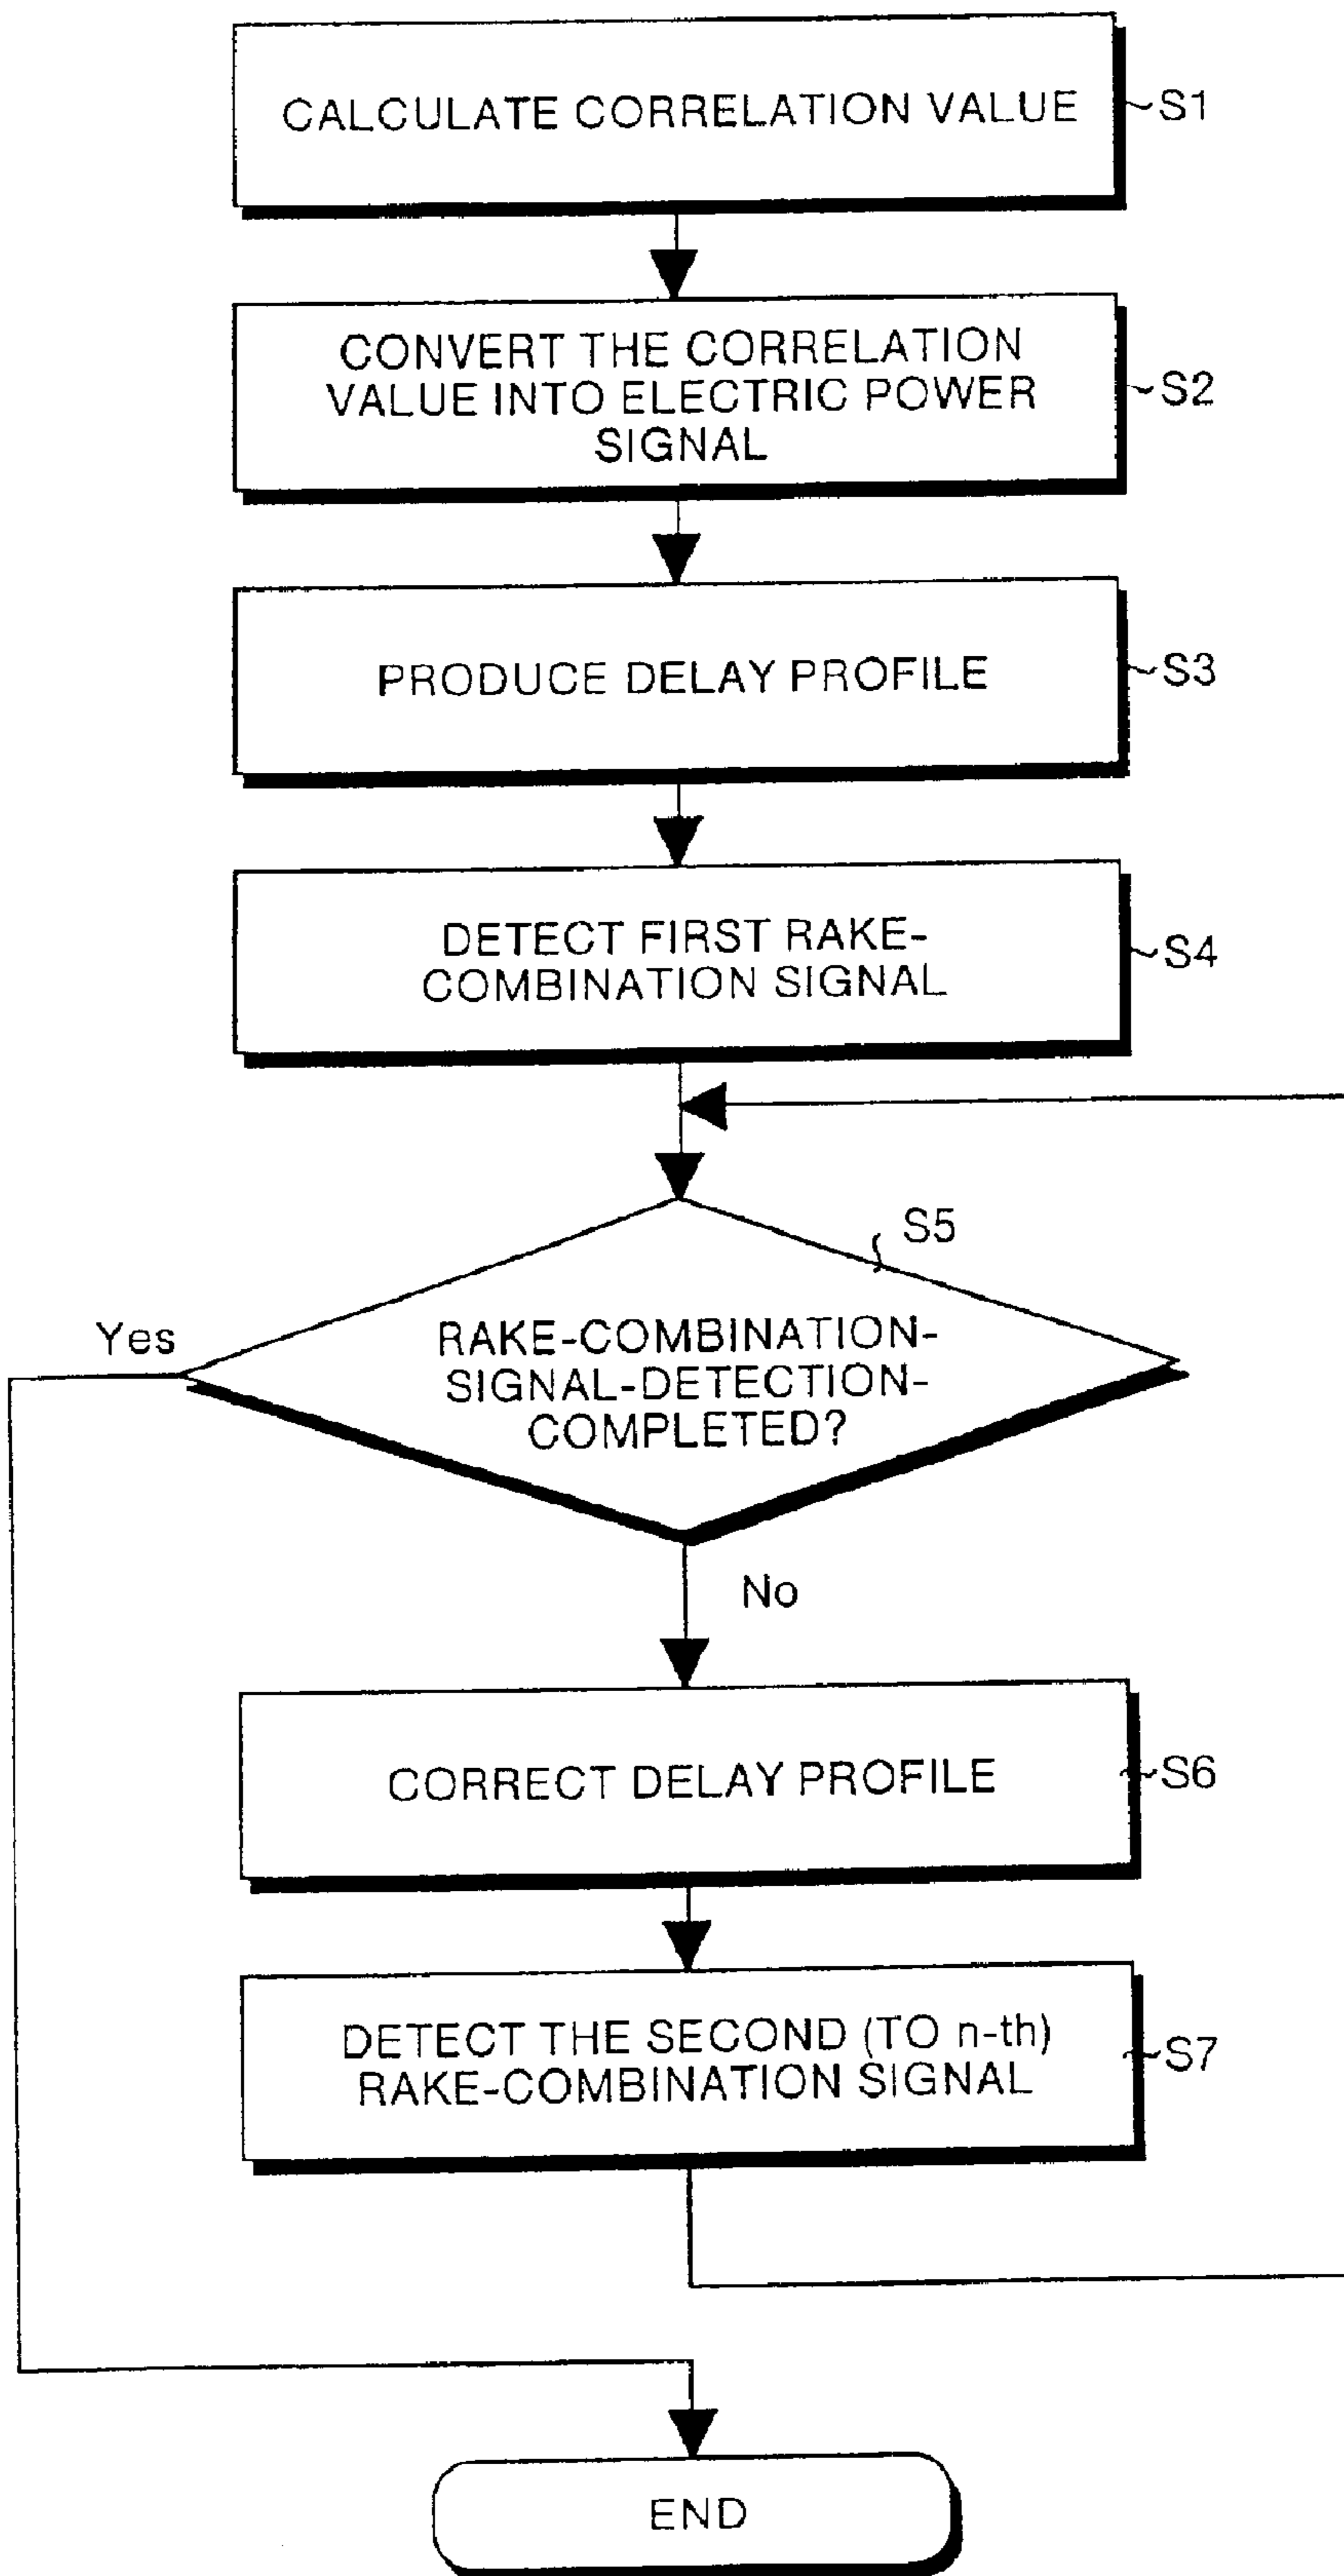 CALCULATE CORRELATION VALUE
S1
CONVERT THE CORRELATION
VALUE INTO ELECTRIC POWER
SIGNAL
S2
PRODUCE DELAY PROFILE
S3
DETECT FIRST RAKE-
COMBINATION SIGNAL
S4
S5
Yes
RAKE-COMBINATION-
SIGNAL-DETECTION-
COMPLETED?
No
CORRECT DELAY PROFILE
S6
DETECT THE SECOND (TO n-th)
RAKE-COMBINATION SIGNAL
S7
END